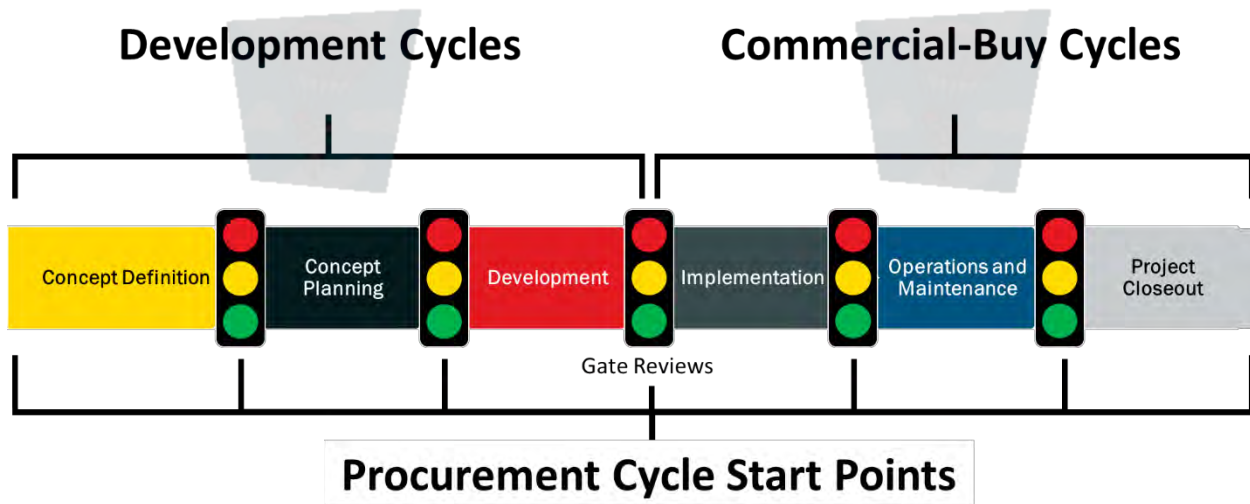 Development Cycles
Commercial-Buy Cycles
Concept Definition
Concept
Planning
Development
Implementation
Operations and
Maintenance
Project
Closeout
Gate Reviews
Procurement Cycle Start Points